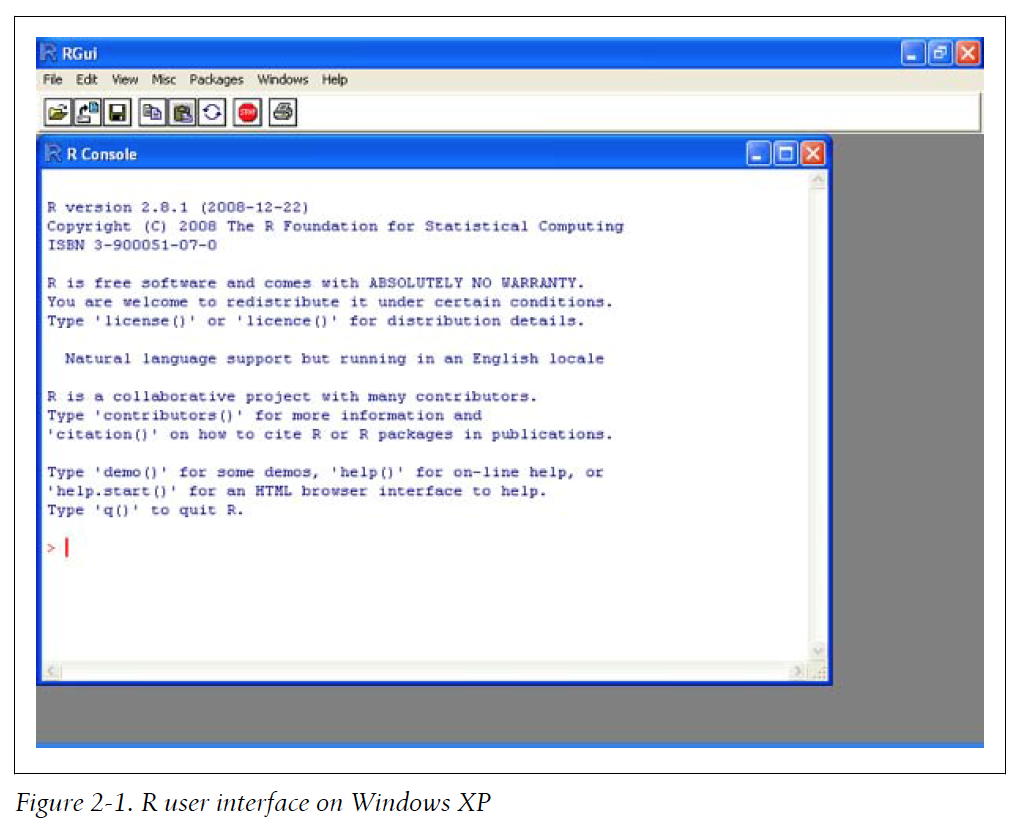 RGui
File Edit View Misc Packages Windows Help
STOP
R Console
R version 2.8.1 (2008-12-22)
Copyright (C) 2008 The R Foundation for Statistical Computing
ISBN 3-900051-07-0
R is free software and comes with ABSOLUTELY NO WARRANTY.
You are welcome to redistribute it under certain conditions.
Type 'license()' or 'licence()' for distribution details.
Natural language support but running in an English locale
R is a collaborative project with many contributors.
Type 'contributors()' for more information and
'citation()' on how to cite R or R packages in publications.
Type 'demo()' for some demos, 'help()' for on-line help, or
'help.start()' for an HTML browser interface to help.
Type 'q()' to quit R.
>
Figure 2-1. R user interface on Windows XP